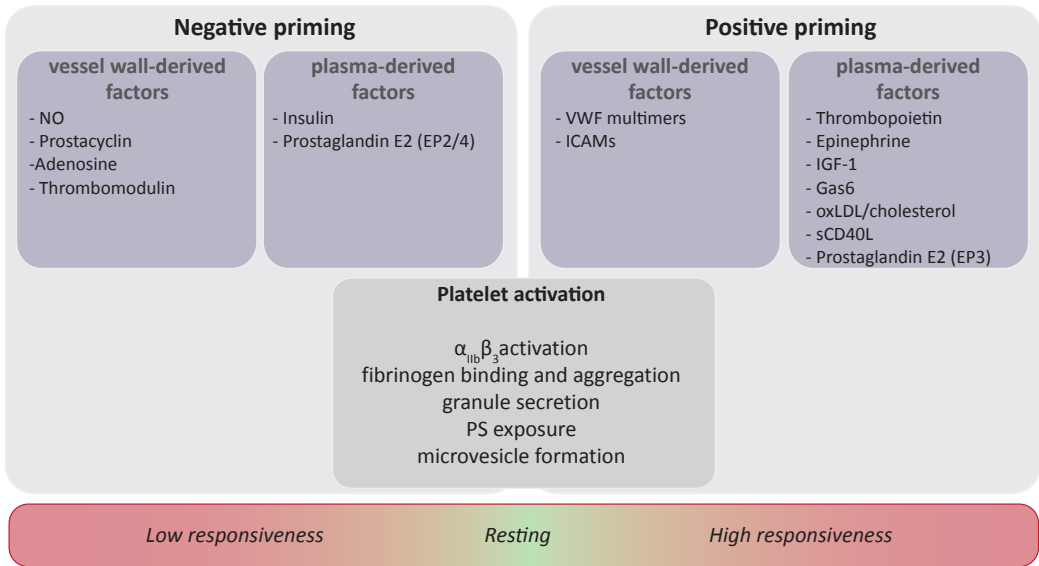 Negative priming
vessel wall-derived
factors
- NO
- Prostacyclin
-Adenosine
- Thrombomodulin
plasma-derived
factors
- Insulin
- Prostaglandin E2 (EP2/4)
Positive priming
vessel wall-derived
factors
- VWF multimers
- ICAMs
plasma-derived
factors
- Thrombopoietin
- Epinephrine
- IGF-1
- Gas6
- oxLDL/cholesterol
- sCD40L
- Prostaglandin E2 (EP3)
Platelet activation
αIIbβ3activation
fibrinogen binding and aggregation
granule secretion
PS exposure
microvesicle formation
Low responsiveness Resting High responsiveness